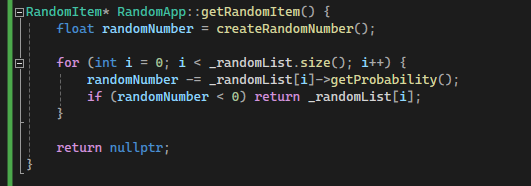 RandomItem* RandomApp::getRandomItem() {
float randomNumber = createRandomNumber();
for (int i = 0; i < _randomList.size(); i++) {
randomNumber -= _randomList[i]->getProbability();
if (randomNumber < 0) return _randomList[i];
}
return nullptr;
}